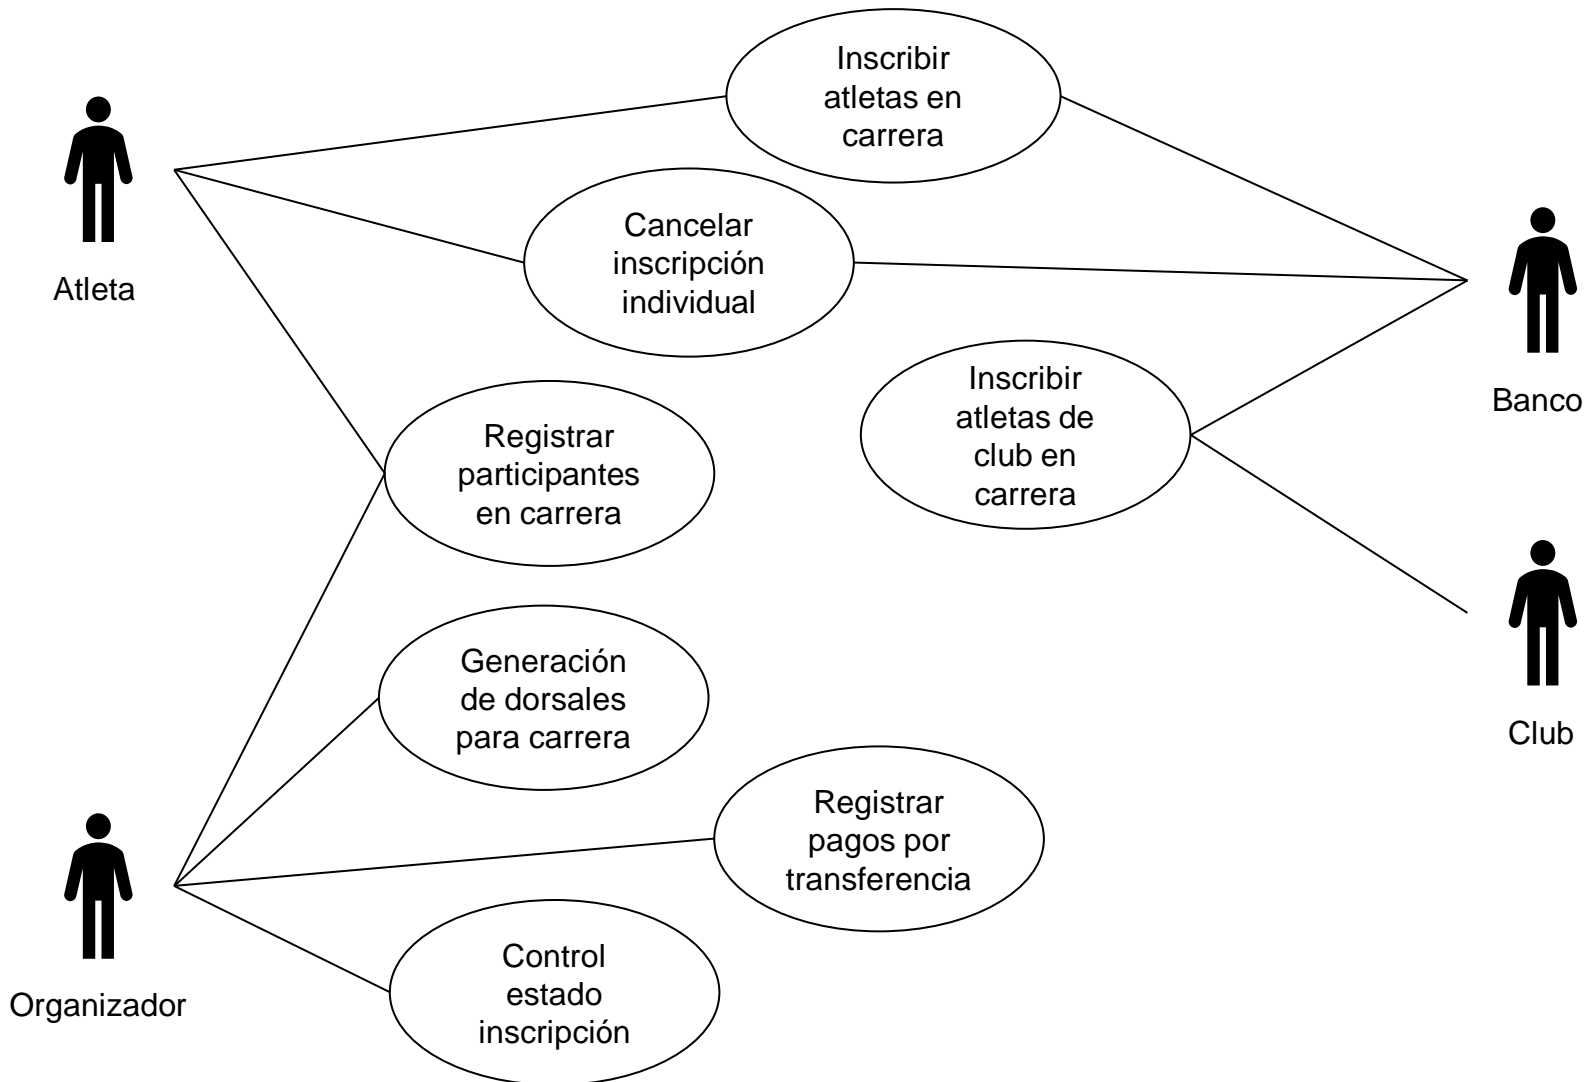 Inscribir
atletas en
carrera
Atleta
Cancelar
inscripción
individual
Banco
Inscribir
atletas de
club en
carrera
Registrar
participantes
en carrera
Generación
de dorsales
para carrera
Club
Registrar
pagos por
transferencia
Organizador
Control
estado
inscripción